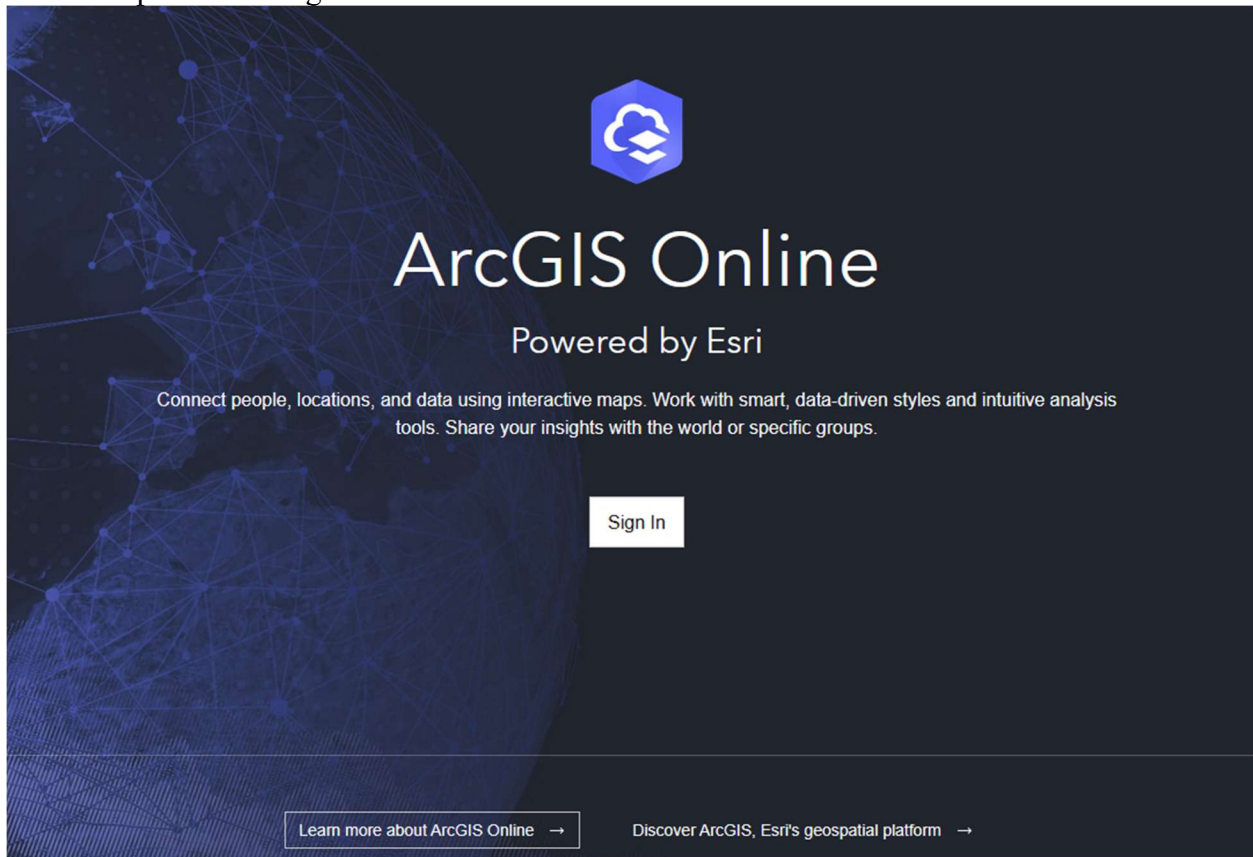 ArcGIS Online
Powered by Esri
Connect people, locations, and data using interactive maps. Work with smart, data-driven styles and intuitive analysis
tools. Share your insights with the world or specific groups.
Sign In
Learn more about ArcGIS Online →
Discover ArcGIS, Esri's geospatial platform →